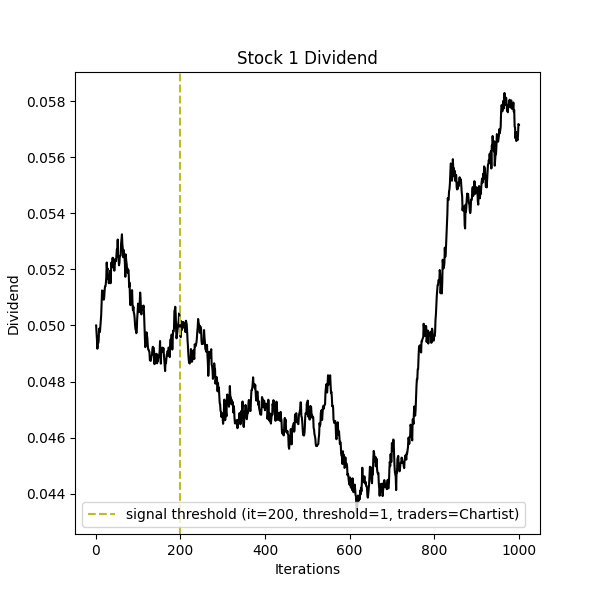 Stock 1 Dividend
0.058
0.056
0.054
0.052
0.050
0.048
0.046
0.044
Dividend
signal threshold (it=200, threshold=1, traders=Chartist)
0 200 400 600 800 1000
Iterations